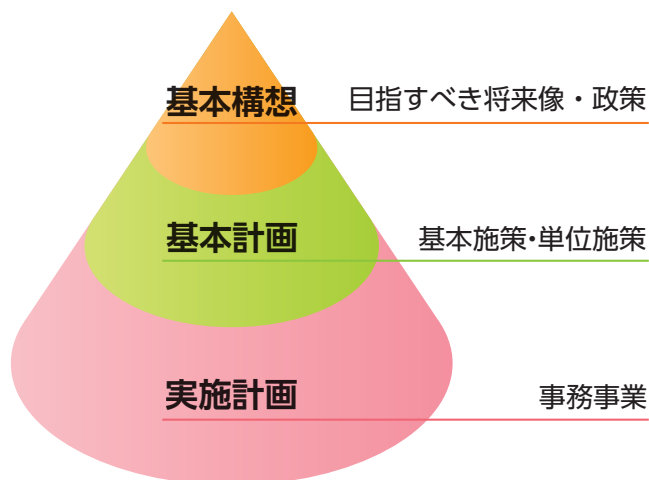 基本構想 目指すべき将来像・政策
基本計画 基本施策・単位施策
実施計画 事務事業